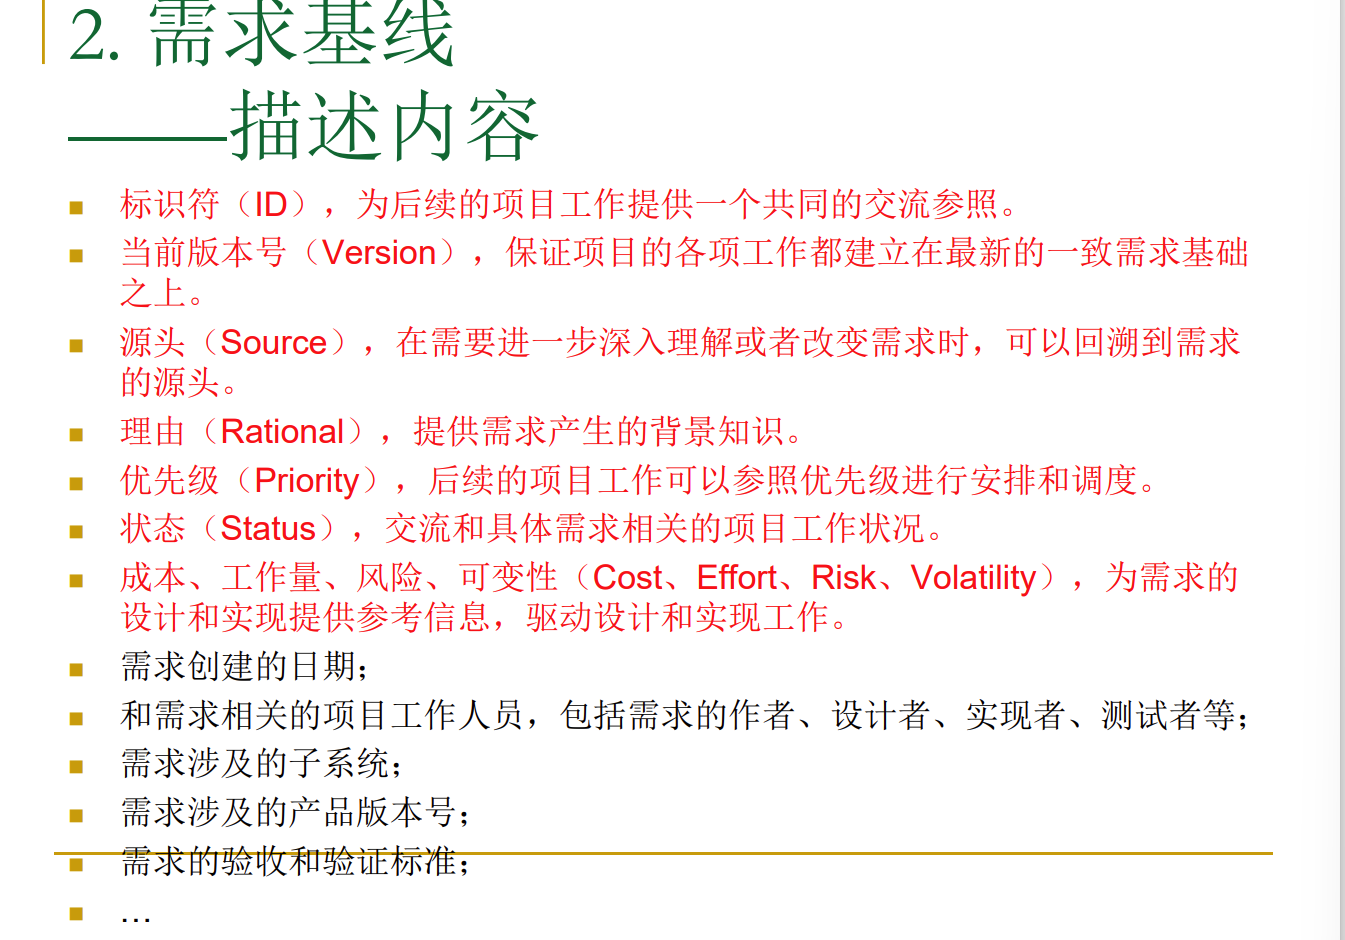 2. 需求基线
——描述内容
标识符（ID），为后续的项目工作提供一个共同的交流参照。
当前版本号（Version），保证项目的各项工作都建立在最新的一致需求基础
之上。
源头（Source），在需要进一步深入理解或者改变需求时，可以回溯到需求
的源头。
理由（Rational），提供需求产生的背景知识。
优先级（Priority），后续的项目工作可以参照优先级进行安排和调度。
状态（Status），交流和具体需求相关的项目工作状况。
成本、工作量、风险、可变性（Cost、Effort、Risk、Volatility），为需求的
设计和实现提供参考信息，驱动设计和实现工作。
需求创建的日期；
和需求相关的项目工作人员，包括需求的作者、设计者、实现者、测试者等；
需求涉及的子系统；
需求涉及的产品版本号；
需求的验收和验证标准；
…